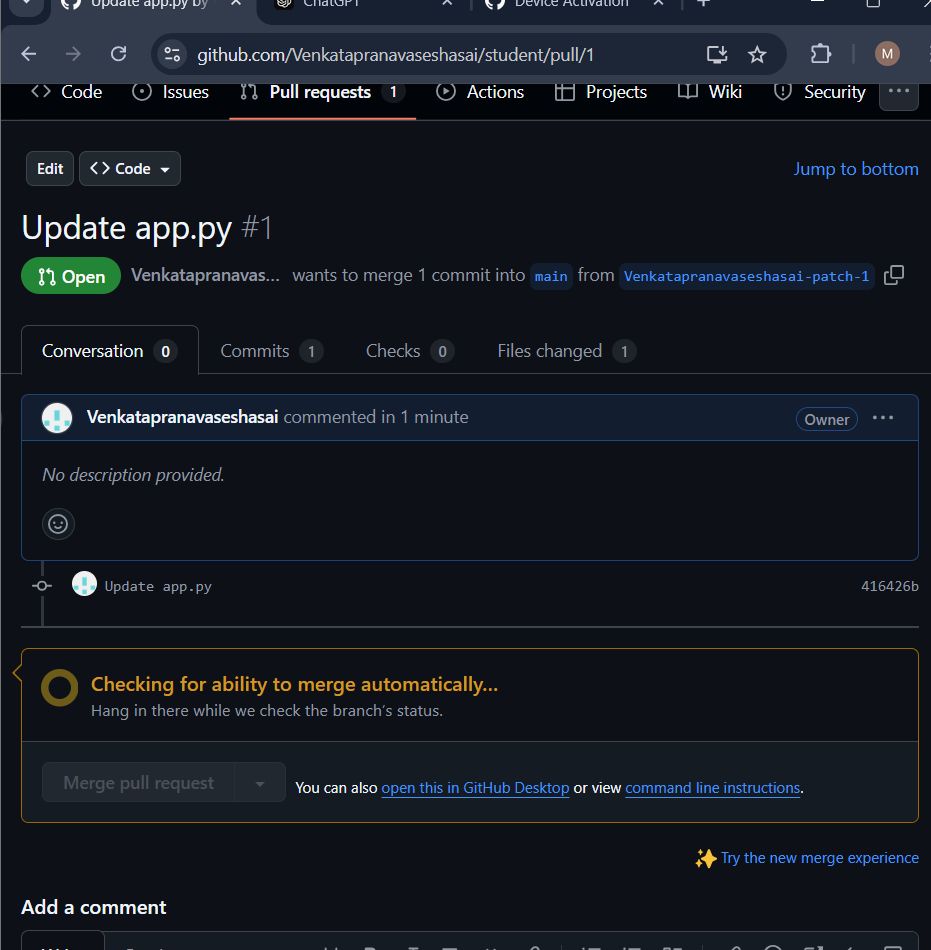 Update app.py by
ChatGPT
Device Activation
github.com/Venkatapranavaseshasai/student/pull/1
M
Code
Issues
Pull requests 1
Actions
Projects
Wiki
Security
Edit
Code
Jump to bottom
Update app.py #1
Open
Venkatapranavas... wants to merge 1 commit into main from Venkatapranavaseshasai-patch-1
Conversation 0
Commits 1
Checks 0
Files changed 1
Venkatapranavaseshasai commented in 1 minute
Owner
No description provided.
Update app.py
416426b
Checking for ability to merge automatically...
Hang in there while we check the branch's status.
Merge pull request
You can also open this in GitHub Desktop or view command line instructions.
Try the new merge experience
Add a comment